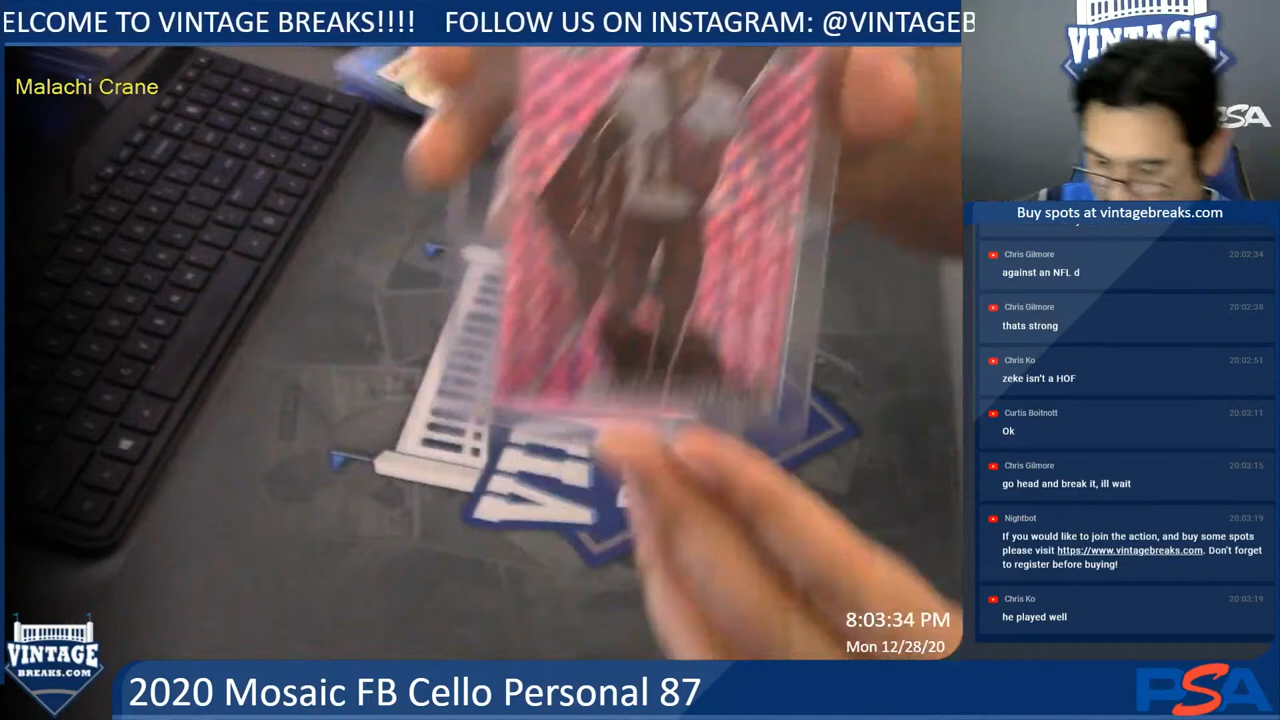 ELCOME TO VINTAGE BREAKS!!!! FOLLOW US ON INSTAGRAM: @VINTAGEB
Malachi Crane
VINTAGE
PSA
Buy spots at vintagebreaks.com
Chris Gilmore 20:02:34
against an NFL d
Chris Gilmore 20:02:38
thats strong
Chris Ko 20:02:51
zeke isn't a HOF
Curtis Boitnott 20:03:11
Ok
Chris Gilmore 20:03:15
go head and break it, ill wait
Nightbot 20:03:19
If you would like to join the action, and buy some spots
please visit https://www.vintagebreaks.com. Don't forget
to register before buying!
Chris Ko 20:03:19
he played well
8:03:34 PM
Mon 12/28/20
VINTAGE
BREAKS.COM
2020 Mosaic FB Cello Personal 87
PSA